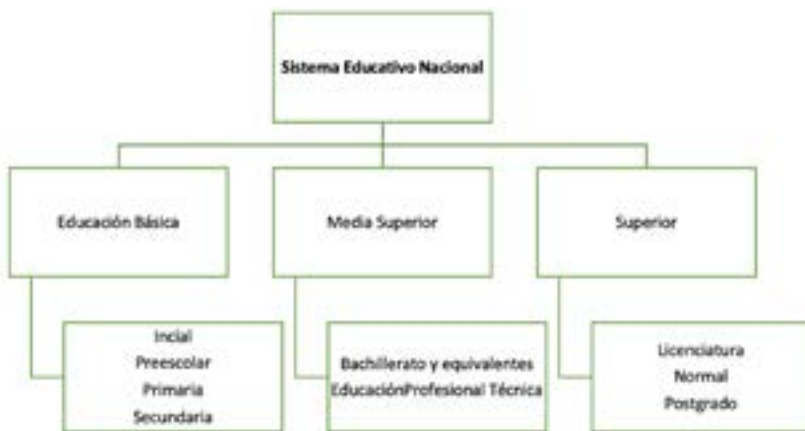 Sistema Educativo Nacional
Educación Básica
Media Superior
Superior
Incial
Preescolar
Primaria
Secundaria
Bachillerato y equivalentes
EducaciónProfesional Técnica
Licenciatura
Normal
Postgrado